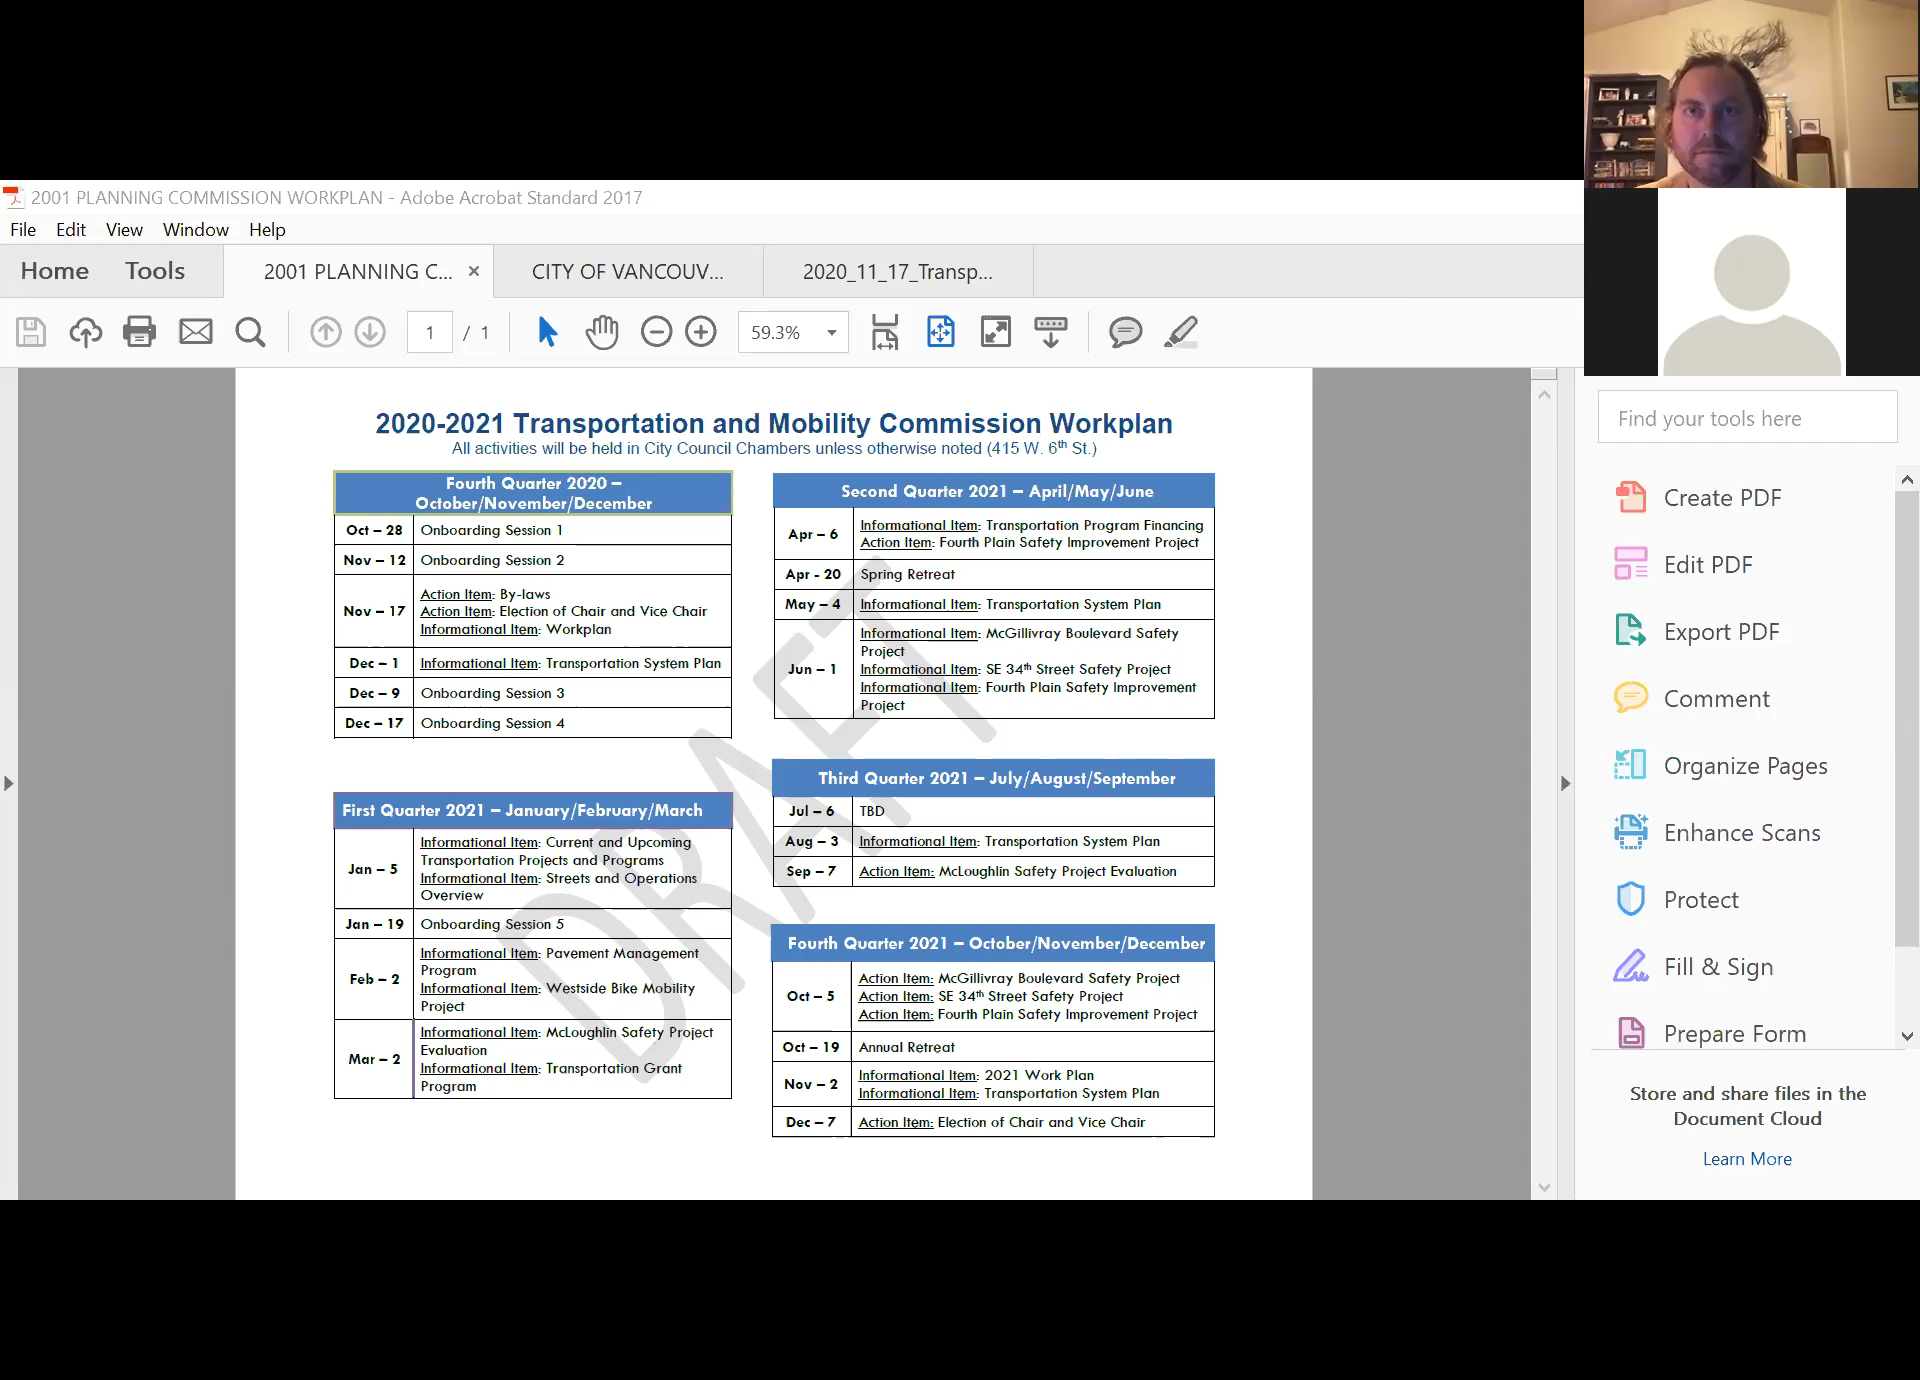 2001 PLANNING COMMISSION WORKPLAN - Adobe Acrobat Standard 2017
File Edit View Window Help
Home Tools 2001 PLANNING C... × CITY OF VANCOUV... 2020_11_17_Transp...
1 / 1 59.3%
2020-2021 Transportation and Mobility Commission Workplan
All activities will be held in City Council Chambers unless otherwise noted (415 W. 6th St.)
Fourth Quarter 2020 –
October/November/December
Oct – 28 Onboarding Session 1
Nov – 12 Onboarding Session 2
Nov – 17 Action Item: By-laws
Action Item: Election of Chair and Vice Chair
Informational Item: Workplan
Dec – 1 Informational Item: Transportation System Plan
Dec – 9 Onboarding Session 3
Dec – 17 Onboarding Session 4
First Quarter 2021 – January/February/March
Jan – 5 Informational Item: Current and Upcoming
Transportation Projects and Programs
Informational Item: Streets and Operations
Overview
Jan – 19 Onboarding Session 5
Feb – 2 Informational Item: Pavement Management
Program
Informational Item: Westside Bike Mobility
Project
Mar – 2 Informational Item: McLoughlin Safety Project
Evaluation
Informational Item: Transportation Grant
Program
Second Quarter 2021 – April/May/June
Apr – 6 Informational Item: Transportation Program Financing
Action Item: Fourth Plain Safety Improvement Project
Apr - 20 Spring Retreat
May – 4 Informational Item: Transportation System Plan
Jun – 1 Informational Item: McGillivray Boulevard Safety
Project
Informational Item: SE 34th Street Safety Project
Informational Item: Fourth Plain Safety Improvement
Project
Third Quarter 2021 – July/August/September
Jul – 6 TBD
Aug – 3 Informational Item: Transportation System Plan
Sep – 7 Action Item: McLoughlin Safety Project Evaluation
Fourth Quarter 2021 – October/November/December
Oct – 5 Action Item: McGillivray Boulevard Safety Project
Action Item: SE 34th Street Safety Project
Action Item: Fourth Plain Safety Improvement Project
Oct – 19 Annual Retreat
Nov – 2 Informational Item: 2021 Work Plan
Informational Item: Transportation System Plan
Dec – 7 Action Item: Election of Chair and Vice Chair
DRAFT
Find your tools here
Create PDF
Edit PDF
Export PDF
Comment
Organize Pages
Enhance Scans
Protect
Fill & Sign
Prepare Form
Store and share files in the
Document Cloud
Learn More